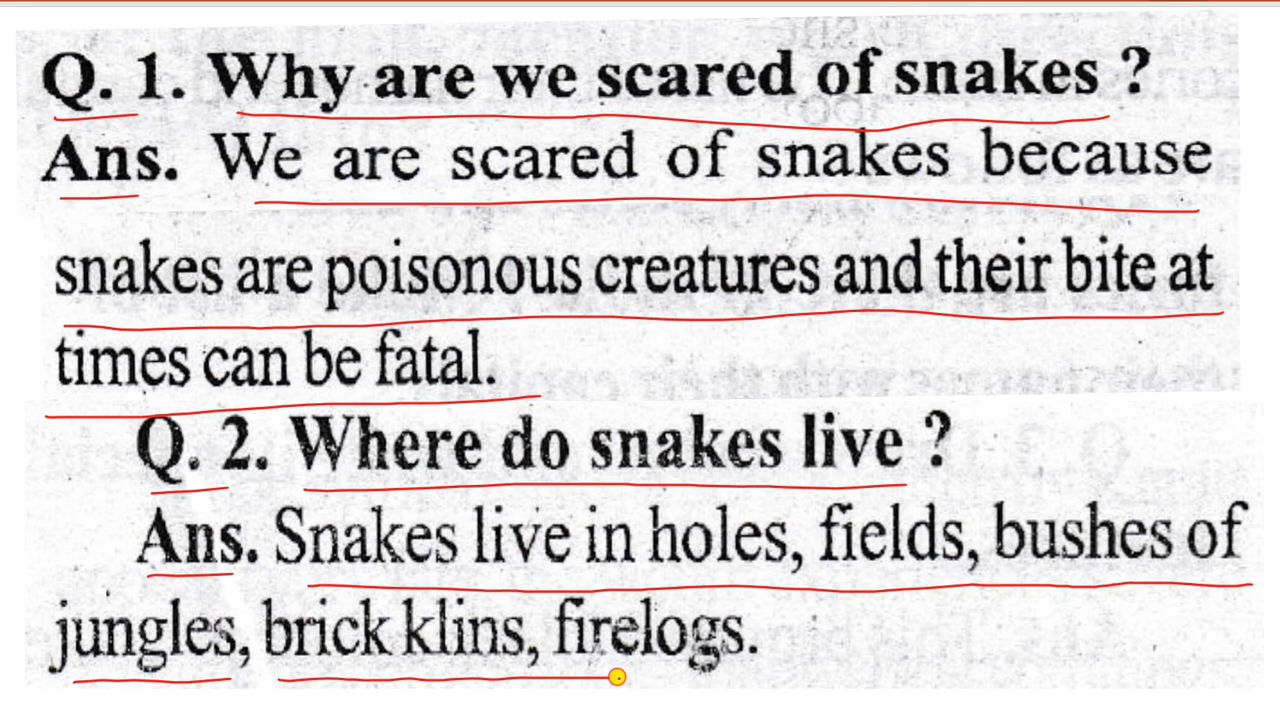 Q. 1. Why are we scared of snakes ?
Ans. We are scared of snakes because
snakes are poisonous creatures and their bite at
times can be fatal.
Q. 2. Where do snakes live ?
Ans. Snakes live in holes, fields, bushes of
jungles, brick klins, firelogs.